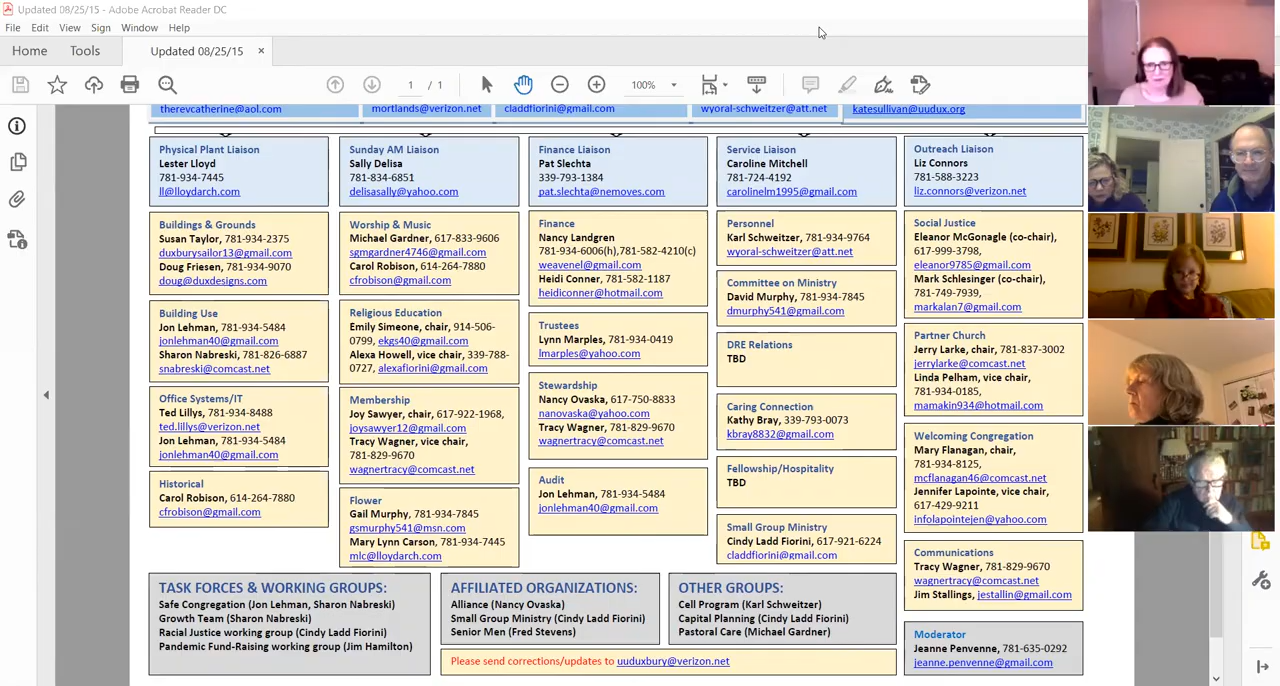 Updated 08/25/15 - Adobe Acrobat Reader DC
File Edit View Sign Window Help
Home Tools Updated 08/25/15 ×
1 / 1 100%
therevcatherine@aol.com mortlands@verizon.net claddfiorini@gmail.com wyoral-schweitzer@att.net katesullivan@uudux.org
Physical Plant Liaison
Lester Lloyd
781-934-7445
ll@lloydarch.com
Sunday AM Liaison
Sally Delisa
781-834-6851
delisasally@yahoo.com
Finance Liaison
Pat Slechta
339-793-1384
pat.slechta@nemoves.com
Service Liaison
Caroline Mitchell
781-724-4192
carolinelm1995@gmail.com
Outreach Liaison
Liz Connors
781-588-3223
liz.connors@verizon.net
Buildings & Grounds
Susan Taylor, 781-934-2375
duxburysailor13@gmail.com
Doug Friesen, 781-934-9070
doug@duxdesigns.com
Building Use
Jon Lehman, 781-934-5484
jonlehman40@gmail.com
Sharon Nabreski, 781-826-6887
snabreski@comcast.net
Office Systems/IT
Ted Lillys, 781-934-8488
ted.lillys@verizon.net
Jon Lehman, 781-934-5484
jonlehman40@gmail.com
Historical
Carol Robison, 614-264-7880
cfrobison@gmail.com
Worship & Music
Michael Gardner, 617-833-9606
sgmgardner4746@gmail.com
Carol Robison, 614-264-7880
cfrobison@gmail.com
Religious Education
Emily Simeone, chair, 914-506-
0799, ekgs40@gmail.com
Alexa Howell, vice chair, 339-788-
0727, alexafiorini@gmail.com
Membership
Joy Sawyer, chair, 617-922-1968,
joysawyer12@gmail.com
Tracy Wagner, vice chair,
781-829-9670
wagnertracy@comcast.net
Flower
Gail Murphy, 781-934-7845
gsmurphy541@msn.com
Mary Lynn Carson, 781-934-7445
mlc@lloydarch.com
Finance
Nancy Landgren
781-934-6006(h),781-582-4210(c)
weavenel@gmail.com
Heidi Conner, 781-582-1187
heidiconner@hotmail.com
Trustees
Lynn Marples, 781-934-0419
lmarples@yahoo.com
Stewardship
Nancy Ovaska, 617-750-8833
nanovaska@yahoo.com
Tracy Wagner, 781-829-9670
wagnertracy@comcast.net
Audit
Jon Lehman, 781-934-5484
jonlehman40@gmail.com
Personnel
Karl Schweitzer, 781-934-9764
wyoral-schweitzer@att.net
Committee on Ministry
David Murphy, 781-934-7845
dmurphy541@gmail.com
DRE Relations
TBD
Caring Connection
Kathy Bray, 339-793-0073
kbray8832@gmail.com
Fellowship/Hospitality
TBD
Small Group Ministry
Cindy Ladd Fiorini, 617-921-6224
claddfiorini@gmail.com
Social Justice
Eleanor McGonagle (co-chair),
617-999-3798,
eleanor9785@gmail.com
Mark Schlesinger (co-chair),
781-749-7939,
markalan7@gmail.com
Partner Church
Jerry Larke, chair, 781-837-3002
jerrylarke@comcast.net
Linda Pelham, vice chair,
781-934-0185,
mamakin934@hotmail.com
Welcoming Congregation
Mary Flanagan, chair,
781-934-8125,
mcflanagan46@comcast.net
Jennifer Lapointe, vice chair,
617-429-9211
infolapointejen@yahoo.com
Communications
Tracy Wagner, 781-829-9670
wagnertracy@comcast.net
Jim Stallings, jestallin@gmail.com
TASK FORCES & WORKING GROUPS:
Safe Congregation (Jon Lehman, Sharon Nabreski)
Growth Team (Sharon Nabreski)
Racial Justice working group (Cindy Ladd Fiorini)
Pandemic Fund-Raising working group (Jim Hamilton)
AFFILIATED ORGANIZATIONS:
Alliance (Nancy Ovaska)
Small Group Ministry (Cindy Ladd Fiorini)
Senior Men (Fred Stevens)
OTHER GROUPS:
Cell Program (Karl Schweitzer)
Capital Planning (Cindy Ladd Fiorini)
Pastoral Care (Michael Gardner)
Please send corrections/updates to uuduxbury@verizon.net
Moderator
Jeanne Penvenne, 781-635-0292
jeanne.penvenne@gmail.com